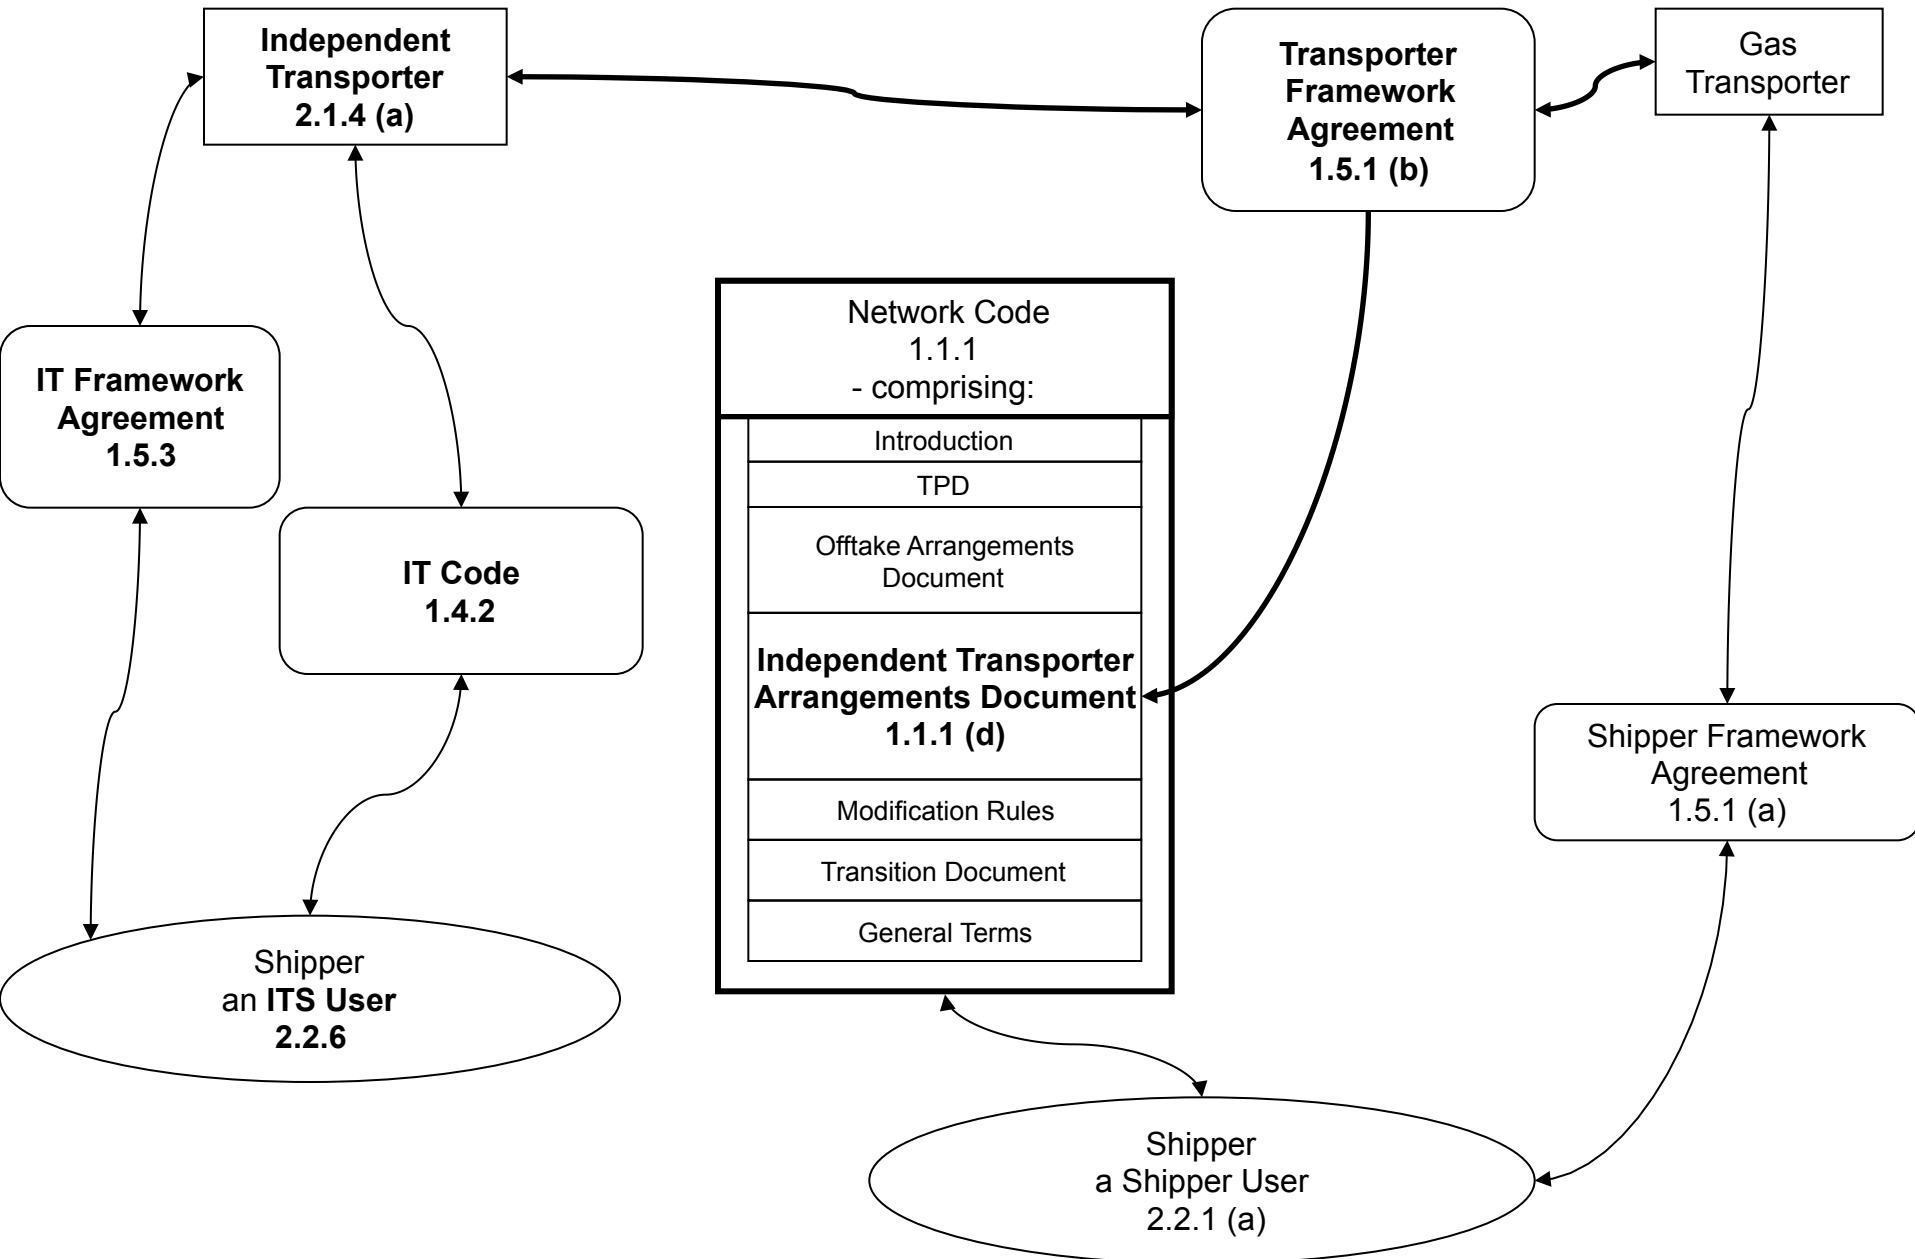 Independent
Transporter
2.1.4 (a)
Transporter
Framework
Agreement
1.5.1 (b)
Gas
Transporter
Network Code
1.1.1
- comprising:
Introduction
TPD
Offtake Arrangements
Document
Independent Transporter
Arrangements Document
1.1.1 (d)
Modification Rules
Transition Document
General Terms
IT Framework
Agreement
1.5.3
IT Code
1.4.2
Shipper Framework
Agreement
1.5.1 (a)
Shipper
an ITS User
2.2.6
Shipper
a Shipper User
2.2.1 (a)